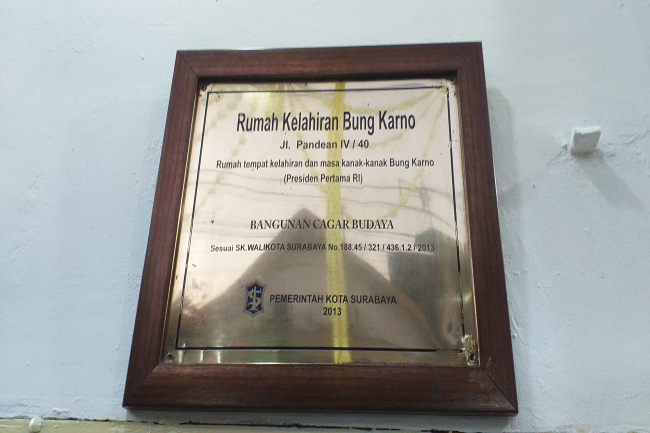 Rumah Kelahiran Bung Karno
Jl. Pandean IV / 40
Rumah tempat kelahiran dan masa kanak-kanak Bung Karno
(Presiden Pertama RI)
BANGUNAN CAGAR BUDAYA
Sesuai SK.WALIKOTA SURABAYA No.188.45 / 321 / 436.1.2 / 2013
PEMERINTAH KOTA SURABAYA
2013